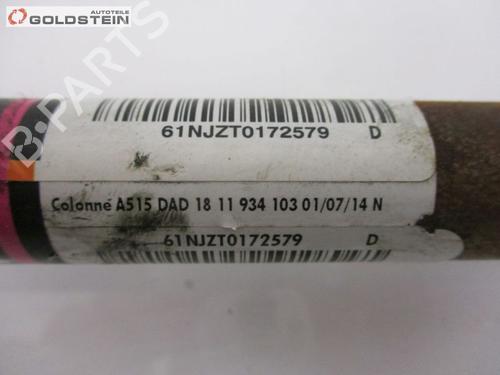 AUTOTEILE
GOLDSTEIN
B-PARTS
61NJZT0172579 D
Colonne A515 DAD 18 11 934 103 01/07/14 N
61NJZT0172579 D